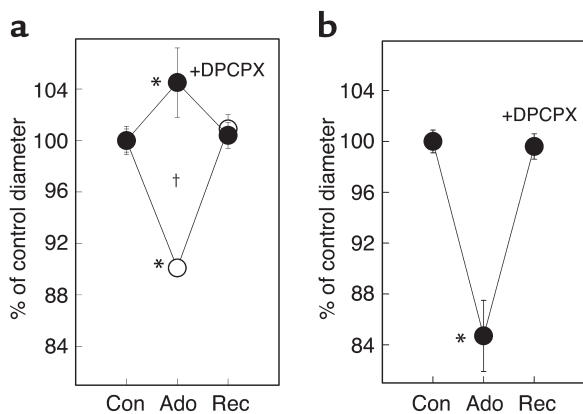 a
% of control diameter
104
100
96
92
88
84
*
+DPCPX
†
*
Con Ado Rec
b
% of control diameter
104
100
96
92
88
84
+DPCPX
*
Con Ado Rec